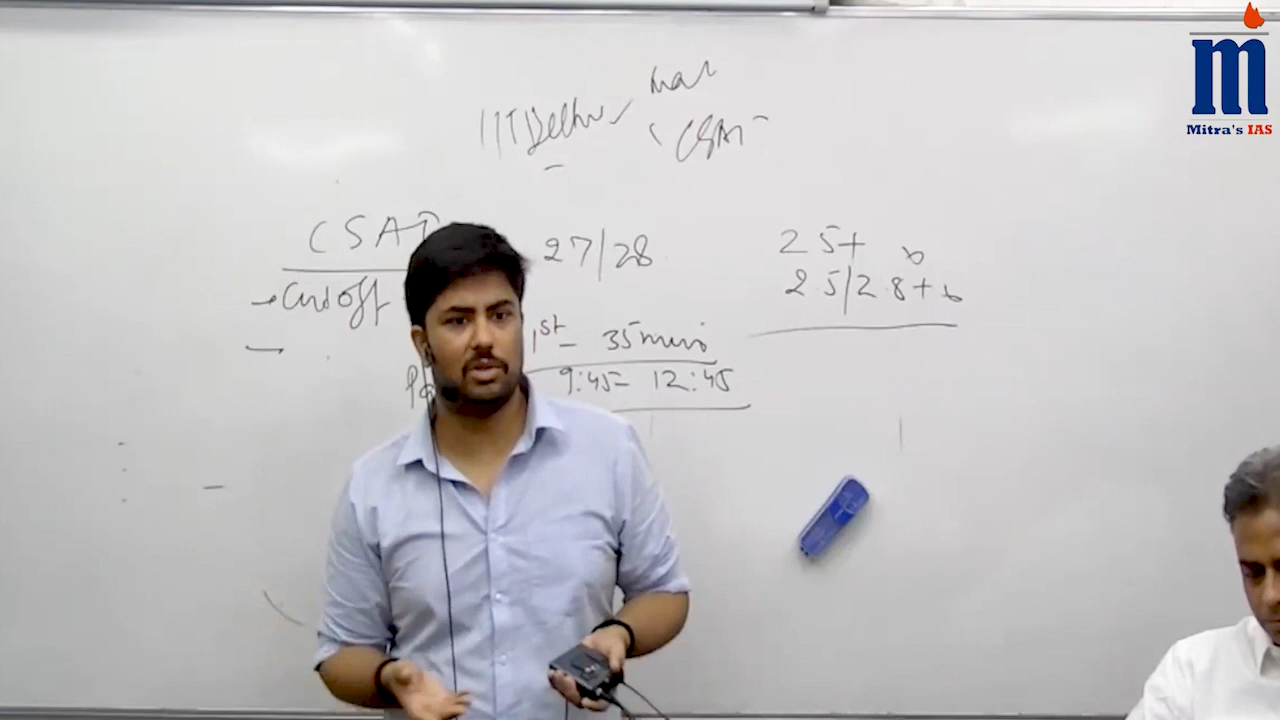 m
Mitra's IAS
IIT Delhi
CSAT
CSAT
27/28
25+
→ Cutoff
25/28+
1st - 35 mins
9:45- 12:45